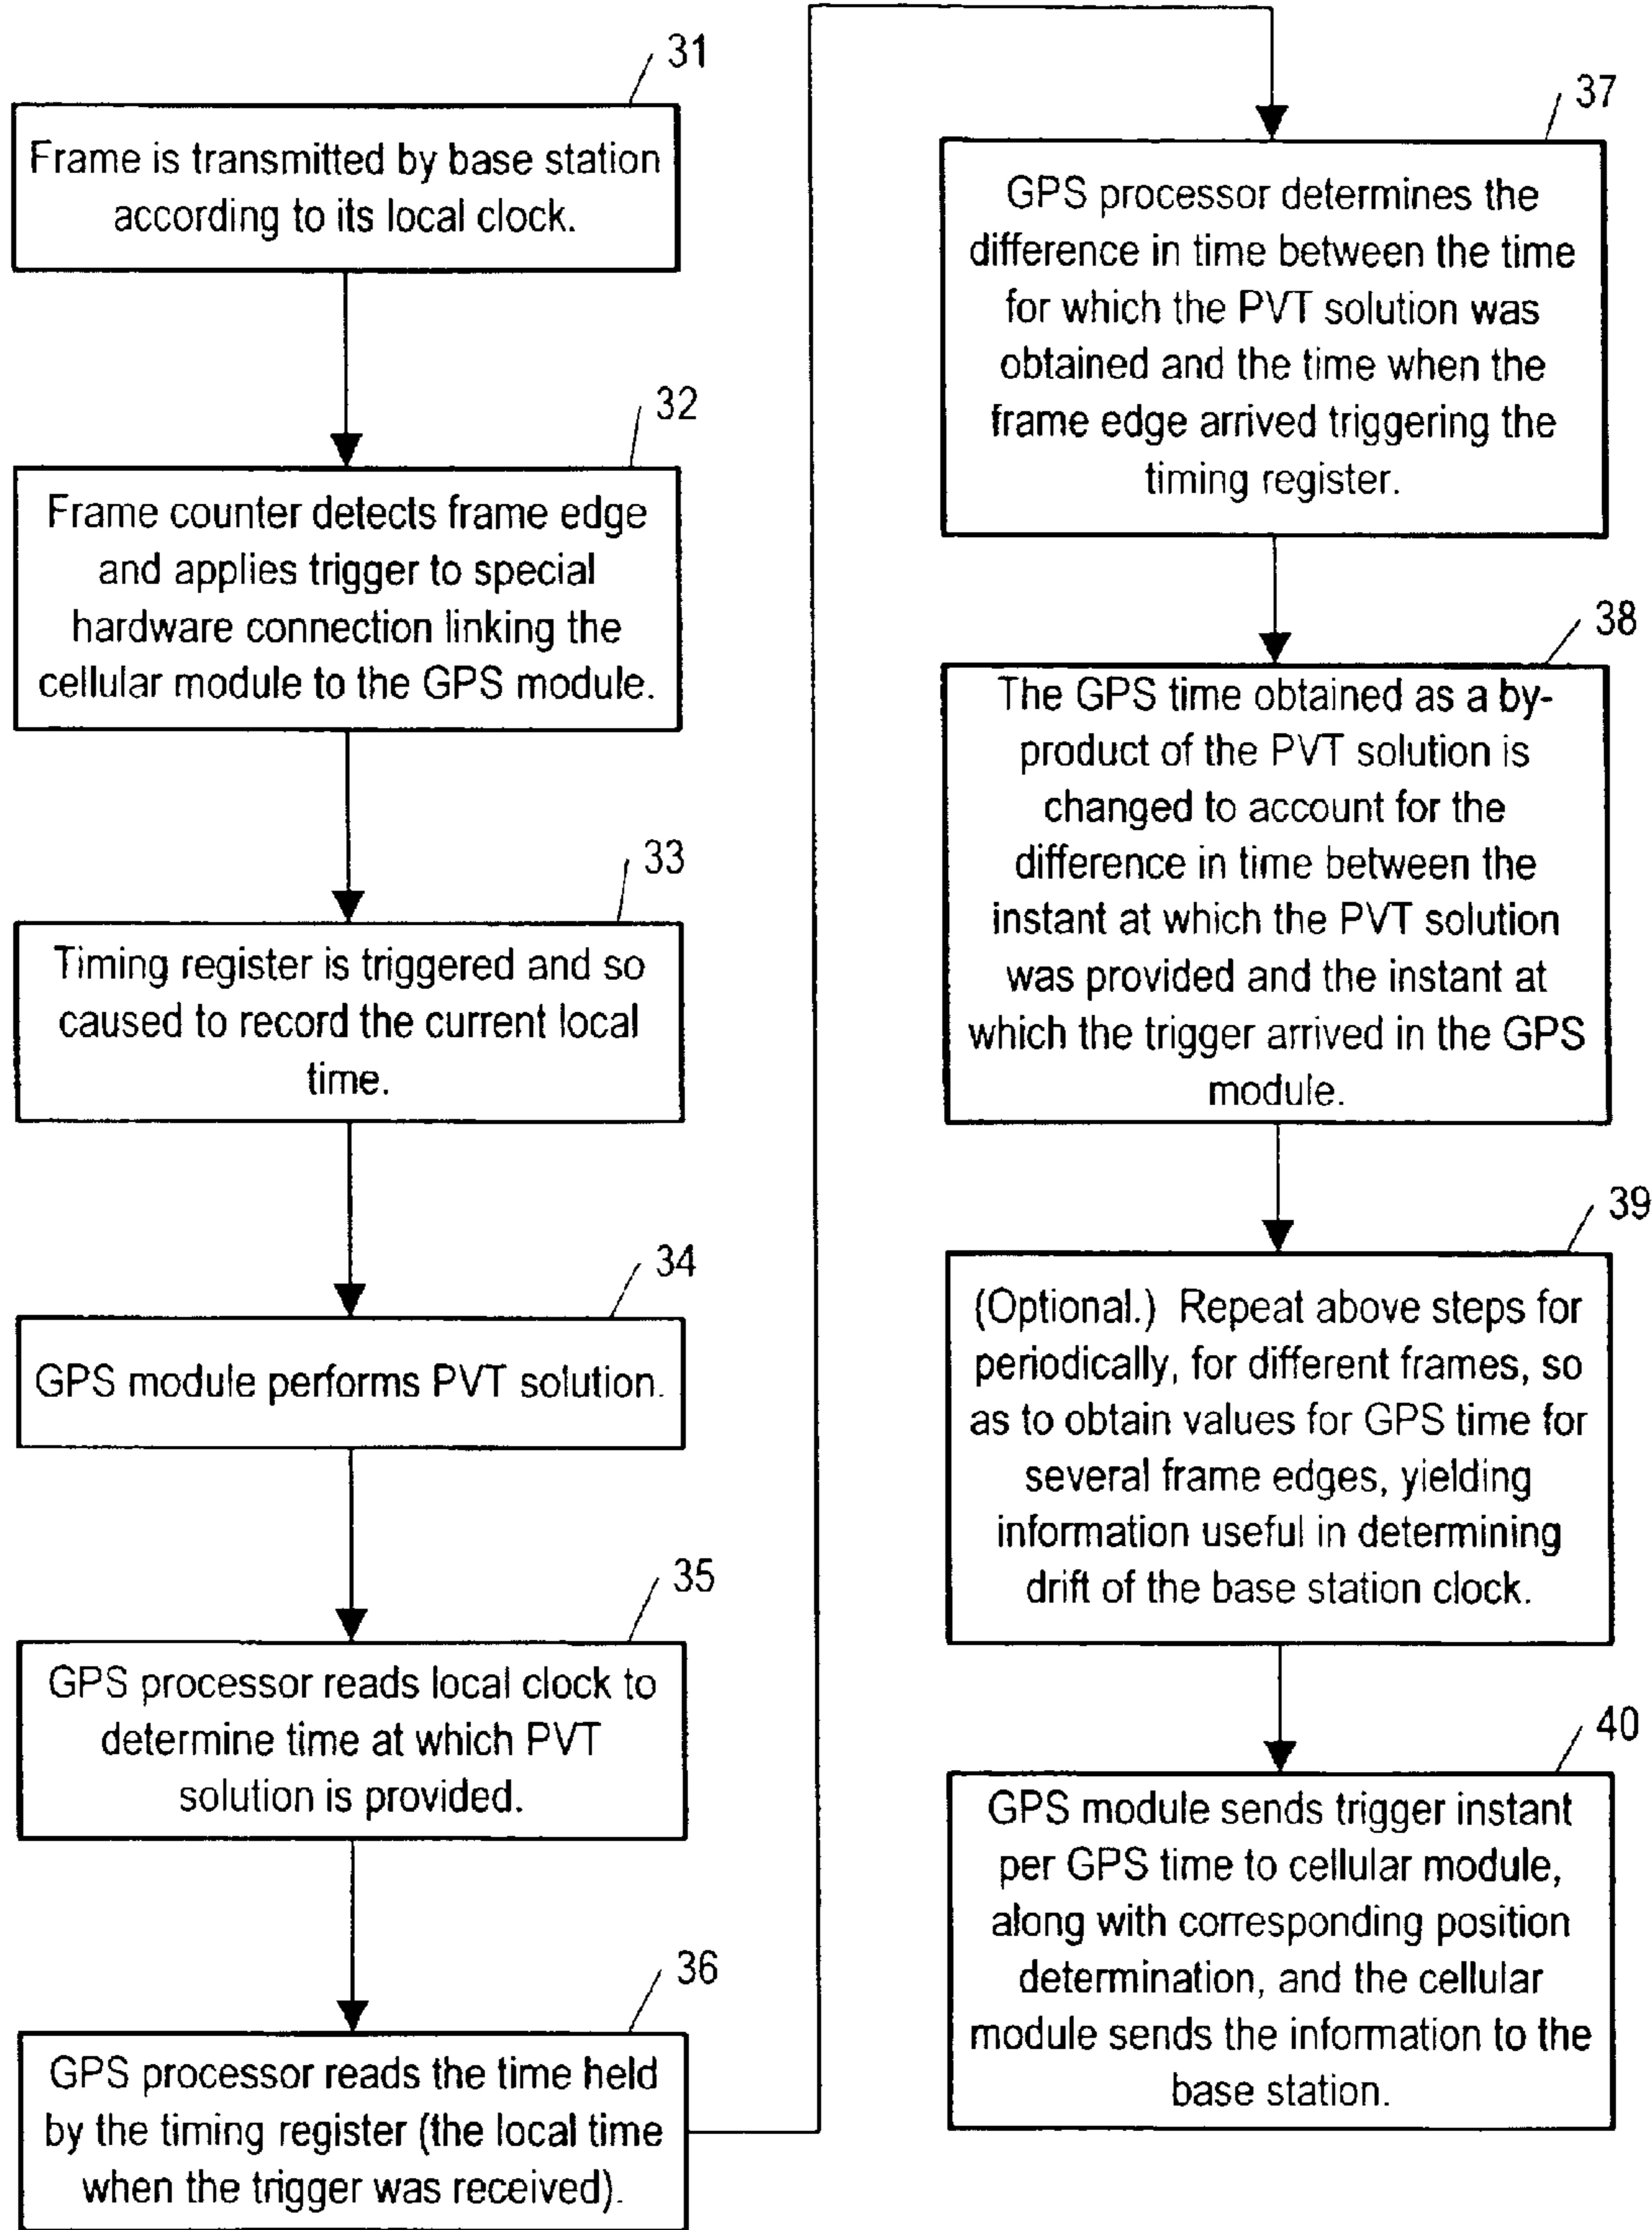 31
Frame is transmitted by base station
according to its local clock.
32
Frame counter detects frame edge
and applies trigger to special
hardware connection linking the
cellular module to the GPS module.
33
Timing register is triggered and so
caused to record the current local
time.
34
GPS module performs PVT solution.
35
GPS processor reads local clock to
determine time at which PVT
solution is provided.
36
GPS processor reads the time held
by the timing register (the local time
when the trigger was received).
37
GPS processor determines the
difference in time between the time
for which the PVT solution was
obtained and the time when the
frame edge arrived triggering the
timing register.
38
The GPS time obtained as a by-
product of the PVT solution is
changed to account for the
difference in time between the
instant at which the PVT solution
was provided and the instant at
which the trigger arrived in the GPS
module.
39
(Optional.) Repeat above steps for
periodically, for different frames, so
as to obtain values for GPS time for
several frame edges, yielding
information useful in determining
drift of the base station clock.
40
GPS module sends trigger instant
per GPS time to cellular module,
along with corresponding position
determination, and the cellular
module sends the information to the
base station.